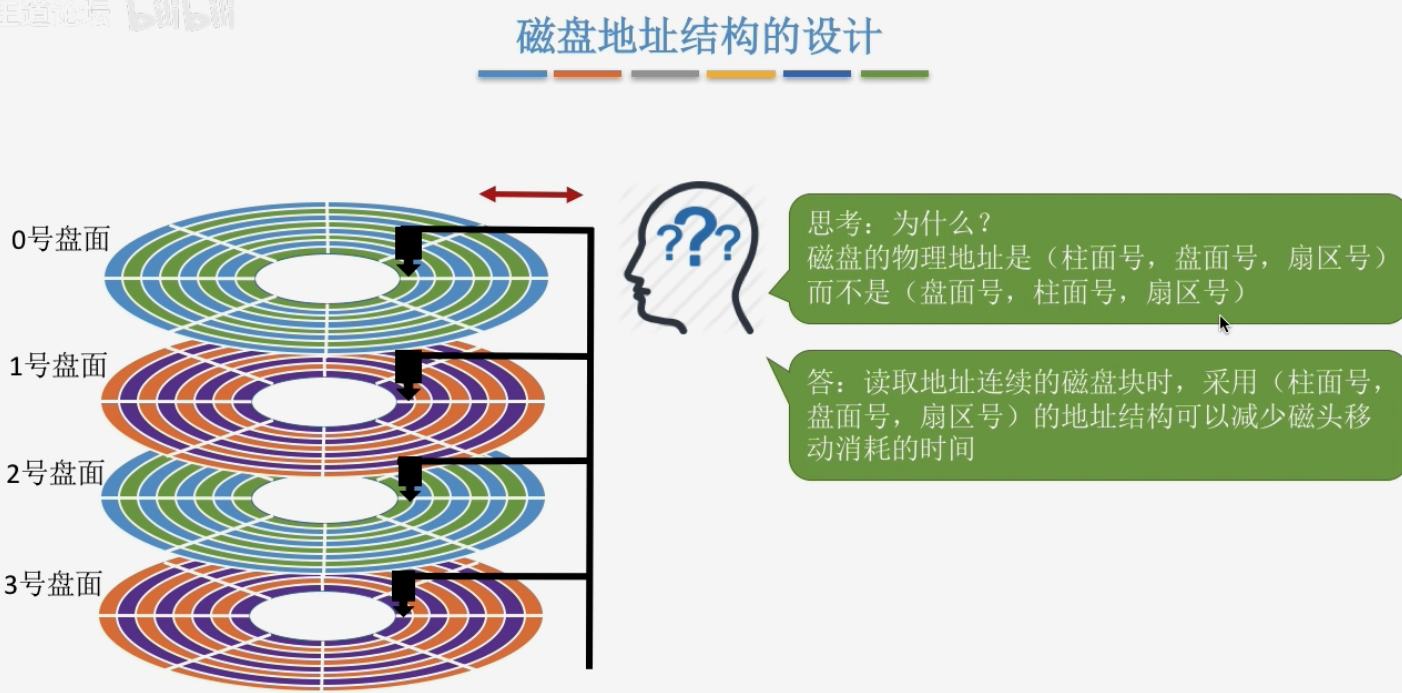 王道论坛 bilibili
磁盘地址结构的设计
0号盘面
1号盘面
2号盘面
3号盘面
???
思考：为什么？
磁盘的物理地址是（柱面号，盘面号，扇区号）
而不是（盘面号，柱面号，扇区号）
答：读取地址连续的磁盘块时，采用（柱面号，
盘面号，扇区号）的地址结构可以减少磁头移
动消耗的时间